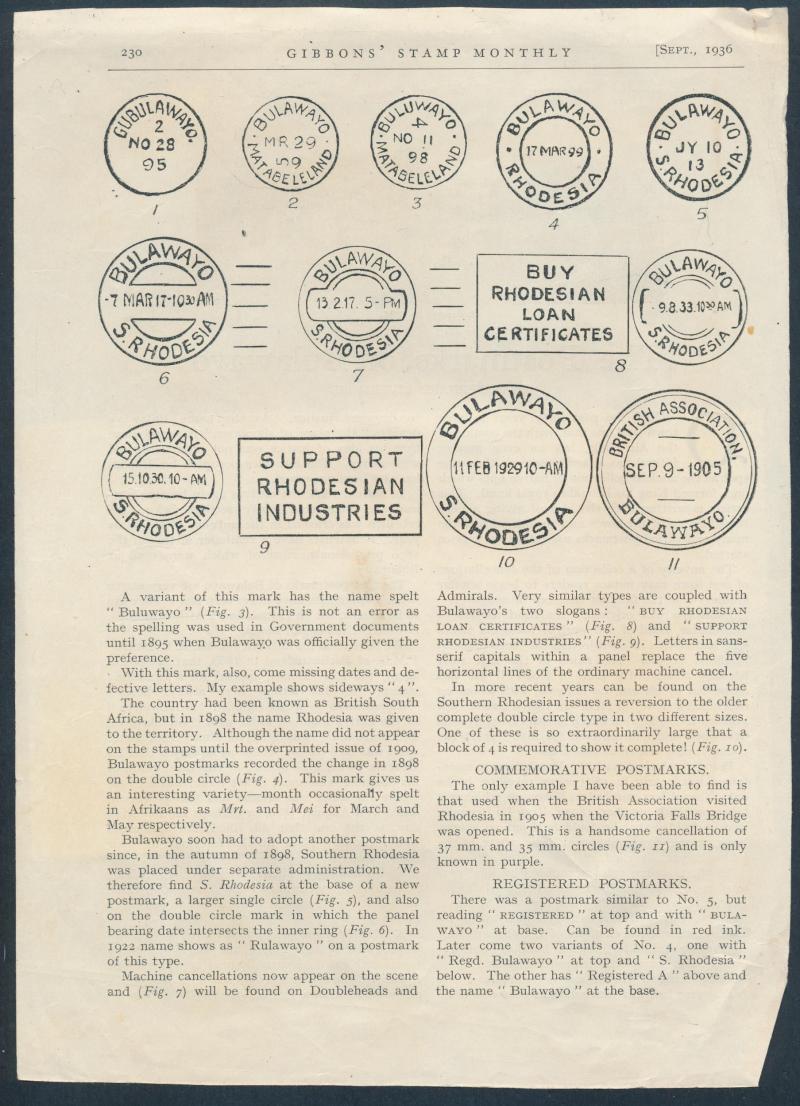 230 GIBBONS' STAMP MONTHLY [SEPT., 1936
GUBULAWAYO.
2
NO 28
95
1
BULAWAYO
MR 29
59
MATABELELAND
2
BULUWAYO
4
NO 11
98
MATABELELAND
3
BULAWAYO
17 MAR 99
RHODESIA
4
BULAWAYO
JY 10
13
S. RHODESIA
5
BULAWAYO
-7 MAR 17-10 30 AM
S. RHODESIA
6
BULAWAYO
13.2.17. 5-PM
S. RHODESIA
7
BUY
RHODESIAN
LOAN
CERTIFICATES
BULAWAYO
9.8.33.10 30 AM
S. RHODESIA
8
BULAWAYO
15.10.30.10-AM
S. RHODESIA
SUPPORT
RHODESIAN
INDUSTRIES
9
BULAWAYO
11 FEB 1929 10-AM
S. RHODESIA
10
BRITISH ASSOCIATION,
SEP. 9-1905
BULAWAYO.
11
A variant of this mark has the name spelt
“ Buluwayo ” (Fig. 3). This is not an error as
the spelling was used in Government documents
until 1895 when Bulawayo was officially given the
preference.
With this mark, also, come missing dates and de-
fective letters. My example shows sideways “ 4 ”.
The country had been known as British South
Africa, but in 1898 the name Rhodesia was given
to the territory. Although the name did not appear
on the stamps until the overprinted issue of 1909,
Bulawayo postmarks recorded the change in 1898
on the double circle (Fig. 4). This mark gives us
an interesting variety—month occasionally spelt
in Afrikaans as Mrt. and Mei for March and
May respectively.
Bulawayo soon had to adopt another postmark
since, in the autumn of 1898, Southern Rhodesia
was placed under separate administration. We
therefore find S. Rhodesia at the base of a new
postmark, a larger single circle (Fig. 5), and also
on the double circle mark in which the panel
bearing date intersects the inner ring (Fig. 6). In
1922 name shows as “ Rulawayo ” on a postmark
of this type.
Machine cancellations now appear on the scene
and (Fig. 7) will be found on Doubleheads and
Admirals. Very similar types are coupled with
Bulawayo's two slogans : “ BUY RHODESIAN
LOAN CERTIFICATES ” (Fig. 8) and “ SUPPORT
RHODESIAN INDUSTRIES ” (Fig. 9). Letters in sans-
serif capitals within a panel replace the five
horizontal lines of the ordinary machine cancel.
In more recent years can be found on the
Southern Rhodesian issues a reversion to the older
complete double circle type in two different sizes.
One of these is so extraordinarily large that a
block of 4 is required to show it complete! (Fig. 10).
COMMEMORATIVE POSTMARKS.
The only example I have been able to find is
that used when the British Association visited
Rhodesia in 1905 when the Victoria Falls Bridge
was opened. This is a handsome cancellation of
37 mm. and 35 mm. circles (Fig. 11) and is only
known in purple.
REGISTERED POSTMARKS.
There was a postmark similar to No. 5, but
reading “ REGISTERED ” at top and with “ BULA-
WAYO ” at base. Can be found in red ink.
Later come two variants of No. 4, one with
“ Regd. Bulawayo ” at top and “ S. Rhodesia ”
below. The other has “ Registered A ” above and
the name “ Bulawayo ” at the base.